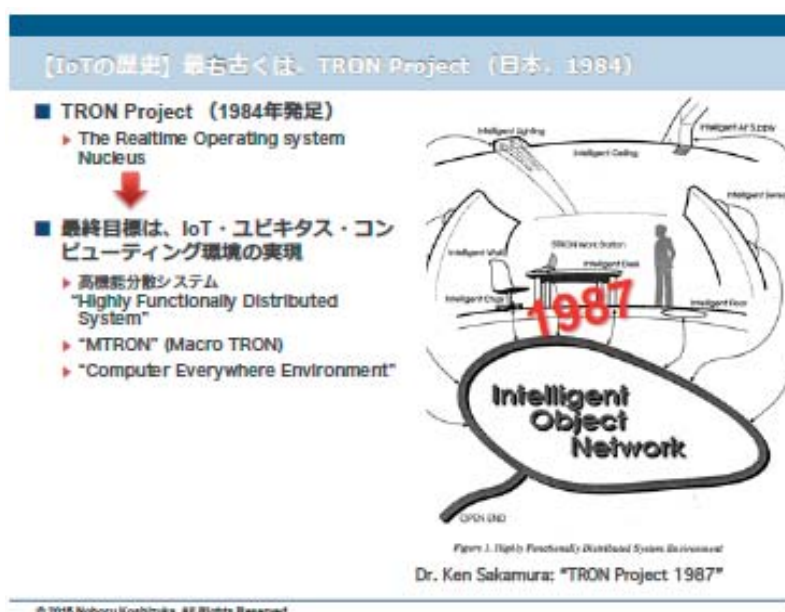 【IoTの歴史】最も古くは、TRON Project （日本、1984）
■ TRON Project （1984年発足）
▶ The Realtime Operating system
Nucleus
■ 最終目標は、IoT・ユビキタス・コン
ピューティング環境の実現
▶ 高機能分散システム
"Highly Functionally Distributed
System"
▶ "MTRON" (Macro TRON)
▶ "Computer Everywhere Environment"
Intelligent Lighting
Intelligent Air Supply
Intelligent Ceiling
Intelligent Sensor
Intelligent Walls
BTRON Work Station
Intelligent Desk
Intelligent Chair
1987
Intelligent Floor
Intelligent
Object
Network
OPEN END
Figure 1. Highly Functionally Distributed System Environment
Dr. Ken Sakamura: "TRON Project 1987"
© 2015 Noboru Koshizuka, All Rights Reserved.